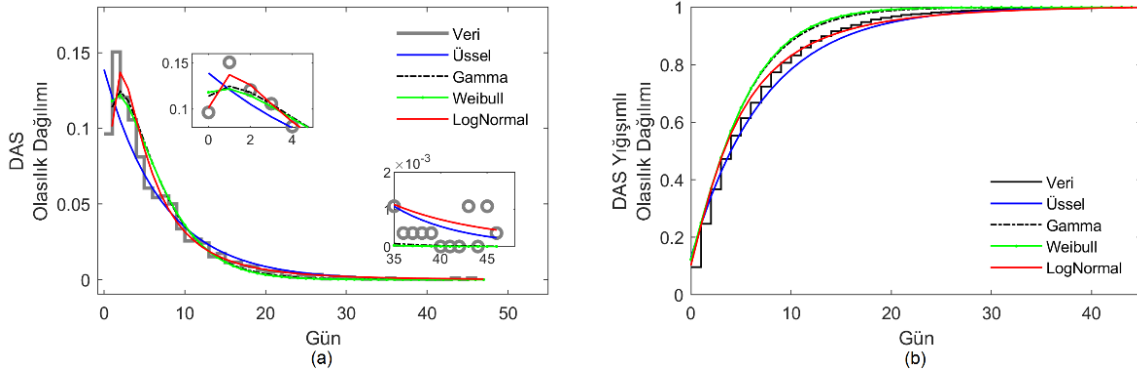 0.15
0.1
0.05
0
0
10
20
30
40
50
DAS
Olasılık Dağılımı
Gün
(a)
Veri
Üssel
Gamma
Weibull
LogNormal
0.15
0.1
0
2
4
2
×10⁻³
0
35
40
45
1
0.8
0.6
0.4
0.2
0
0
10
20
30
40
DAS Yığışımlı
Olasılık Dağılımı
Gün
(b)
Veri
Üssel
Gamma
Weibull
LogNormal